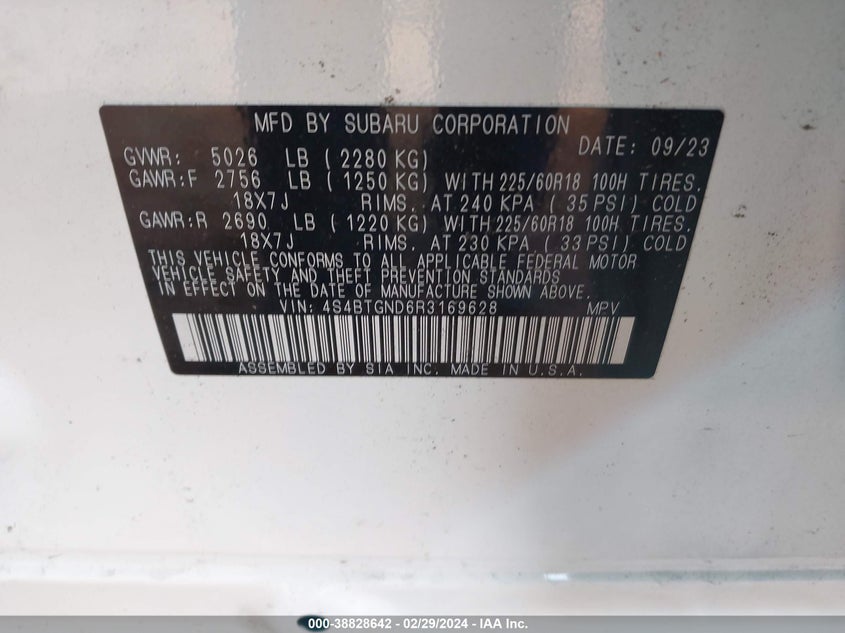 MFD BY SUBARU CORPORATION
DATE: 09/23
GVWR: 5026 LB ( 2280 KG)
GAWR:F 2756 LB ( 1250 KG) WITH 225/60R18 100H TIRES.
18X7J RIMS. AT 240 KPA ( 35 PSI) COLD
GAWR:R 2690 LB ( 1220 KG) WITH 225/60R18 100H TIRES.
18X7J RIMS. AT 230 KPA ( 33 PSI) COLD
THIS VEHICLE CONFORMS TO ALL APPLICABLE FEDERAL MOTOR
VEHICLE SAFETY AND THEFT PREVENTION STANDARDS
IN EFFECT ON THE DATE OF MANUFACTURE SHOWN ABOVE
VIN: 4S4BTGND6R3169628 MPV
ASSEMBLED BY SIA INC. MADE IN U.S.A.
000-38828642 - 02/29/2024 - IAA Inc.